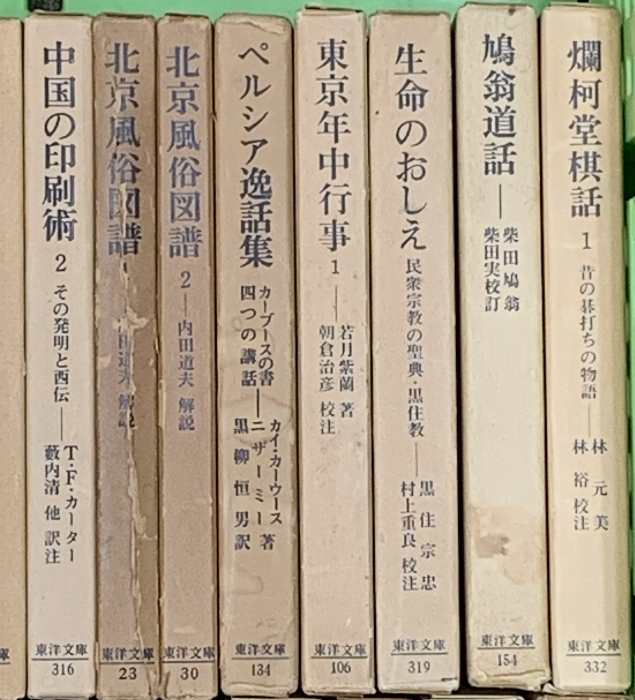 中国の印刷術 2 その発明と西伝
T・F・カーター
藪内清 他 訳注
東洋文庫
316
北京風俗図譜
内田道夫 解説
東洋文庫
23
北京風俗図譜 2
内田道夫 解説
東洋文庫
30
ペルシア逸話集
カーブースの書
四つの講話
カイ・カーウース
ニザーミー 著
黒柳恒男 訳
東洋文庫
134
東京年中行事 1
若月紫蘭 著
朝倉治彦 校注
東洋文庫
106
生命のおしえ 民衆宗教の聖典・黒住教
黒住宗忠
村上重良 校注
東洋文庫
319
鳩翁道話
柴田鳩翁
柴田実校訂
東洋文庫
154
爛柯堂棋話 1 昔の碁打ちの物語
林元美
林裕 校注
東洋文庫
332
庫